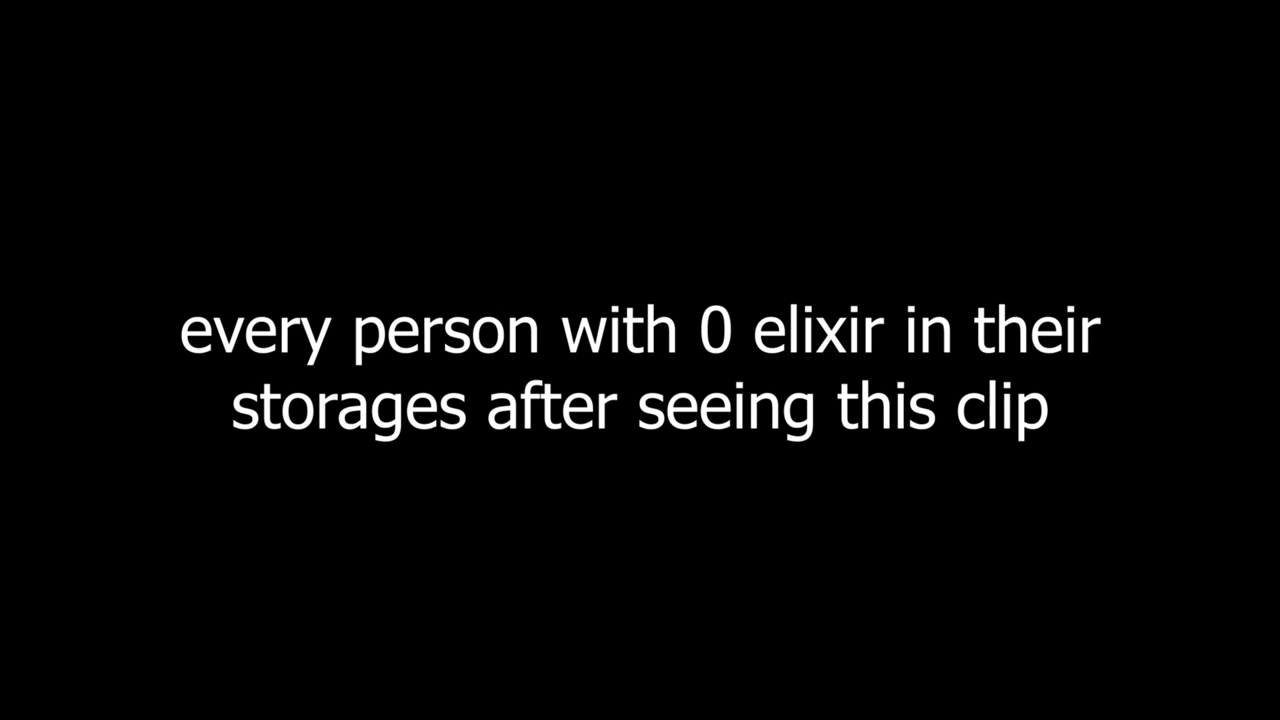 every person with 0 elixir in their
storages after seeing this clip